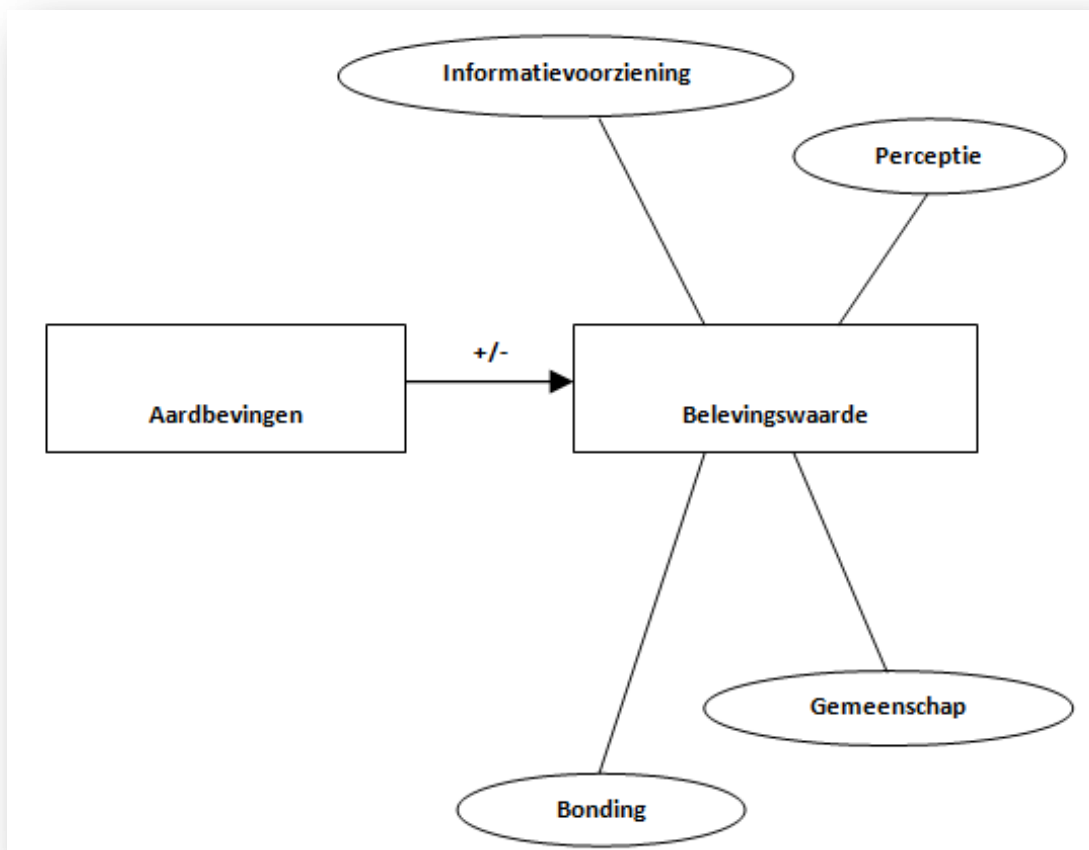 Informatievoorziening
Perceptie
+/-
Aardbevingen
Belevingswaarde
Gemeenschap
Bonding